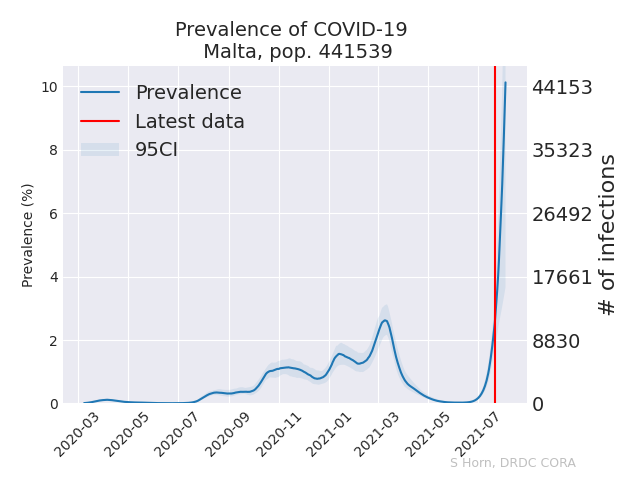 Prevalence of COVID-19
Malta, pop. 441539
Prevalence
Latest data
95CI
Prevalence (%)
10
8
6
4
2
0
44153
35323
26492
17661
8830
0
# of infections
2020-03
2020-05
2020-07
2020-09
2020-11
2021-01
2021-03
2021-05
2021-07
S Horn, DRDC CORA